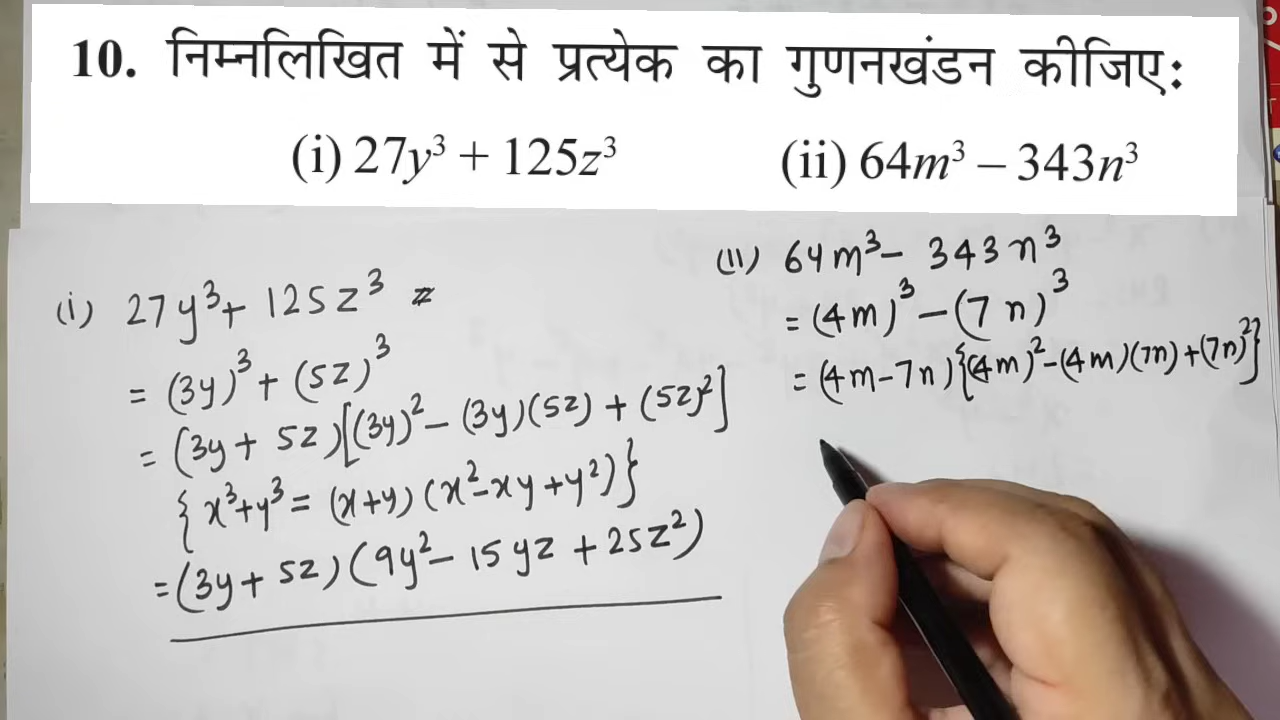 10. निम्नलिखित में से प्रत्येक का गुणनखंडन कीजिए:
(i) 27y³ + 125z³ (ii) 64m³ – 343n³
(i) 27y³ + 125z³
= (3y)³ + (5z)³
= (3y + 5z)[(3y)² - (3y)(5z) + (5z)²]
{x³+y³ = (x+y)(x²-xy+y²)}
= (3y + 5z)(9y² - 15yz + 25z²)
(ii) 64m³ - 343n³
= (4m)³ - (7n)³
= (4m-7n){(4m)² - (4m)(7n) + (7n)²}